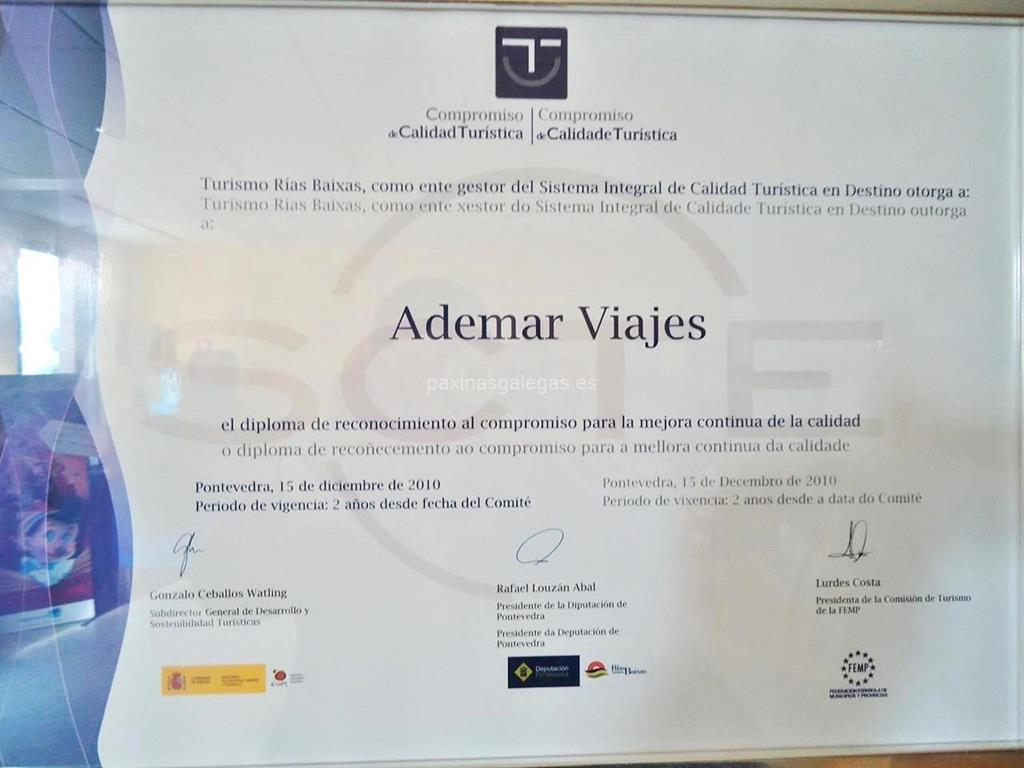 Compromiso
de Calidad Turística
Compromiso
de Calidade Turística
Turismo Rías Baixas, como ente gestor del Sistema Integral de Calidad Turística en Destino otorga a:
Turismo Rías Baixas, como ente xestor do Sistema Integral de Calidade Turística en Destino outorga
a:
SCTE
Ademar Viajes
paxinasgalegas.es
el diploma de reconocimiento al compromiso para la mejora continua de la calidad
o diploma de recoñecemento ao compromiso para a mellora continua da calidade
Pontevedra, 15 de diciembre de 2010
Periodo de vigencia: 2 años desde fecha del Comité
Pontevedra, 15 de Decembro de 2010
Periodo de vixencia: 2 anos desde a data do Comité
Gonzalo Ceballos Watling
Subdirector General de Desarrollo y
Sostenibilidad Turísticas
Rafael Louzán Abal
Presidente de la Diputación de
Pontevedra
Presidente da Deputación de
Pontevedra
Lurdes Costa
Presidenta de la Comisión de Turismo
de la FEMP
Deputación
Pontevedra
Rías
Baixas
FEMP
FEDERACION ESPAÑOLA DE
MUNICIPIOS Y PROVINCIAS